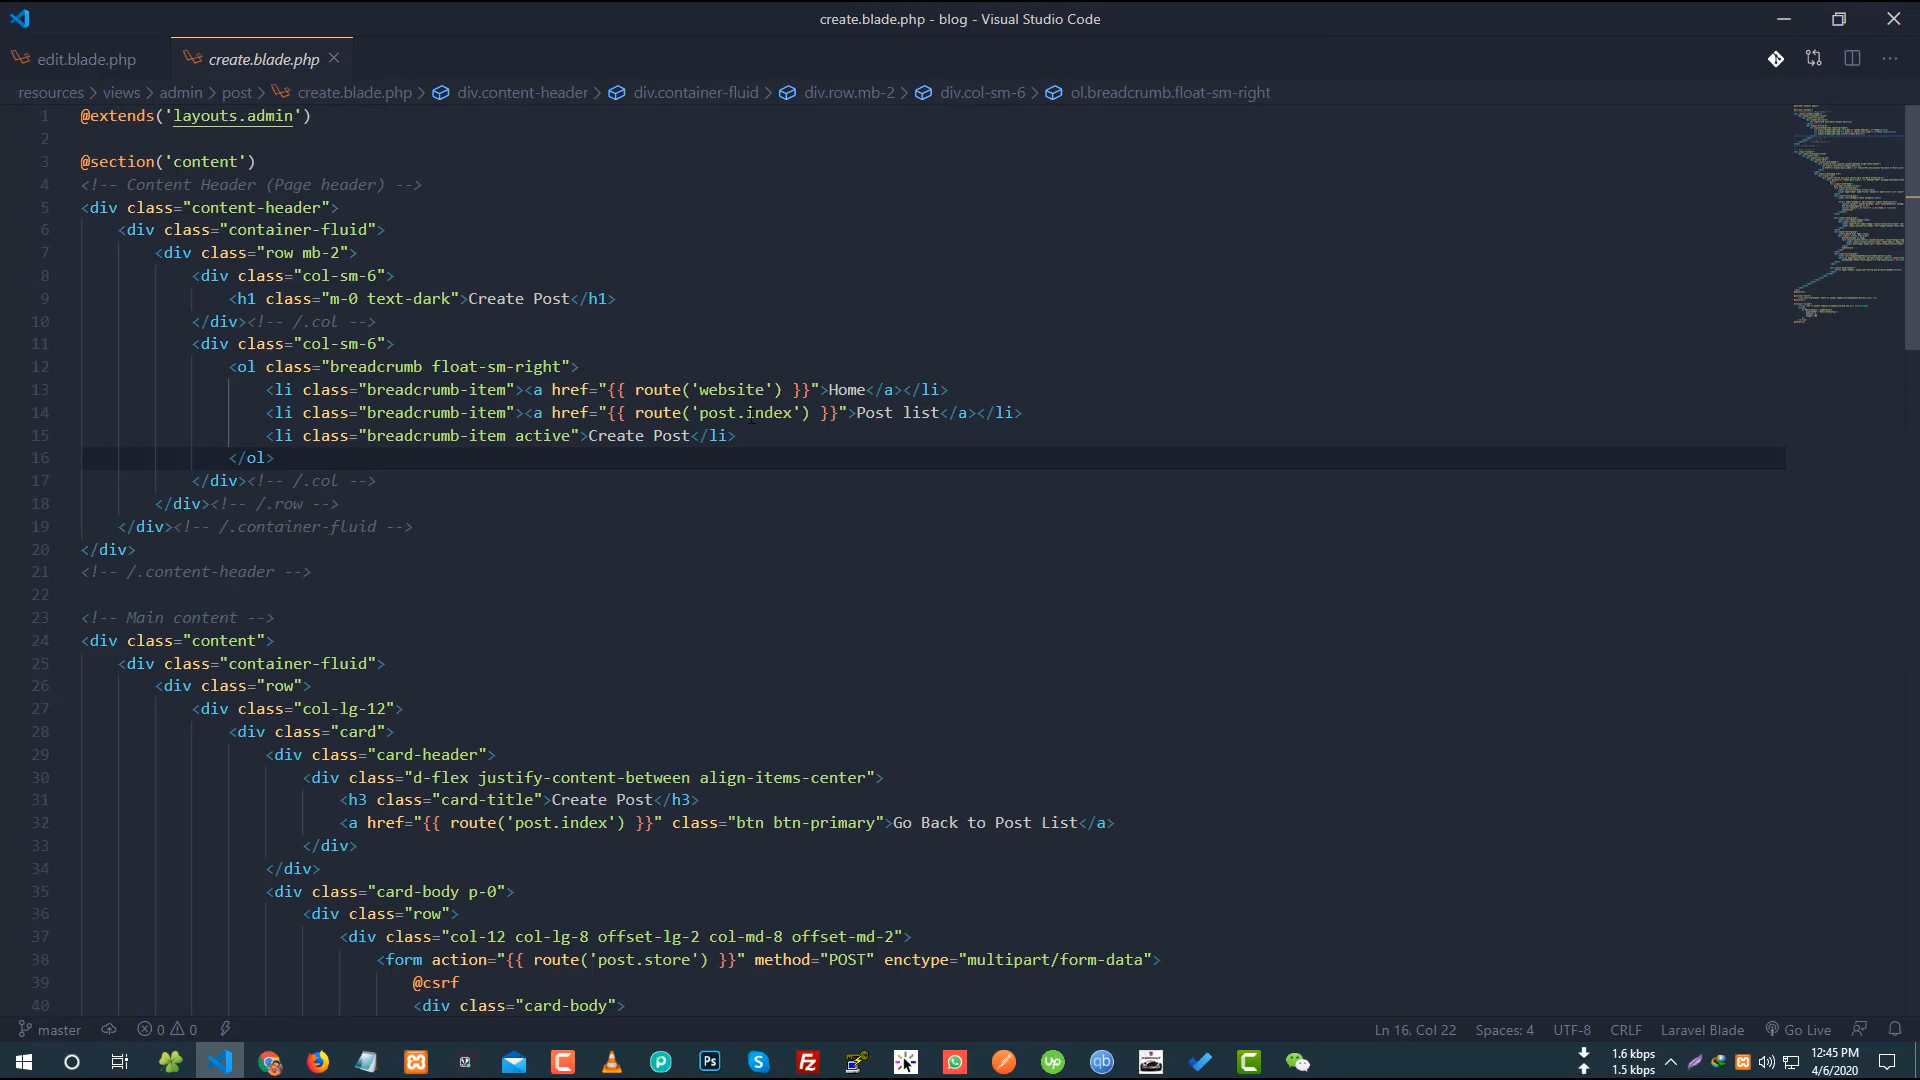 create.blade.php - blog - Visual Studio Code
edit.blade.php
create.blade.php
resources > views > admin > post > create.blade.php > div.content-header > div.container-fluid > div.row.mb-2 > div.col-sm-6 > ol.breadcrumb.float-sm-right
1 @extends('layouts.admin')
2
3 @section('content')
4 <!-- Content Header (Page header) -->
5 <div class="content-header">
6 <div class="container-fluid">
7 <div class="row mb-2">
8 <div class="col-sm-6">
9 <h1 class="m-0 text-dark">Create Post</h1>
10 </div><!-- /.col -->
11 <div class="col-sm-6">
12 <ol class="breadcrumb float-sm-right">
13 <li class="breadcrumb-item"><a href="{{ route('website') }}">Home</a></li>
14 <li class="breadcrumb-item"><a href="{{ route('post.index') }}">Post list</a></li>
15 <li class="breadcrumb-item active">Create Post</li>
16 </ol>
17 </div><!-- /.col -->
18 </div><!-- /.row -->
19 </div><!-- /.container-fluid -->
20 </div>
21 <!-- /.content-header -->
22
23 <!-- Main content -->
24 <div class="content">
25 <div class="container-fluid">
26 <div class="row">
27 <div class="col-lg-12">
28 <div class="card">
29 <div class="card-header">
30 <div class="d-flex justify-content-between align-items-center">
31 <h3 class="card-title">Create Post</h3>
32 <a href="{{ route('post.index') }}" class="btn btn-primary">Go Back to Post List</a>
33 </div>
34 </div>
35 <div class="card-body p-0">
36 <div class="row">
37 <div class="col-12 col-lg-8 offset-lg-2 col-md-8 offset-md-2">
38 <form action="{{ route('post.store') }}" method="POST" enctype="multipart/form-data">
39 @csrf
40 <div class="card-body">
master 0 0 Ln 16, Col 22 Spaces: 4 UTF-8 CRLF Laravel Blade Go Live
1.6 kbps
1.5 kbps
12:45 PM
4/6/2020